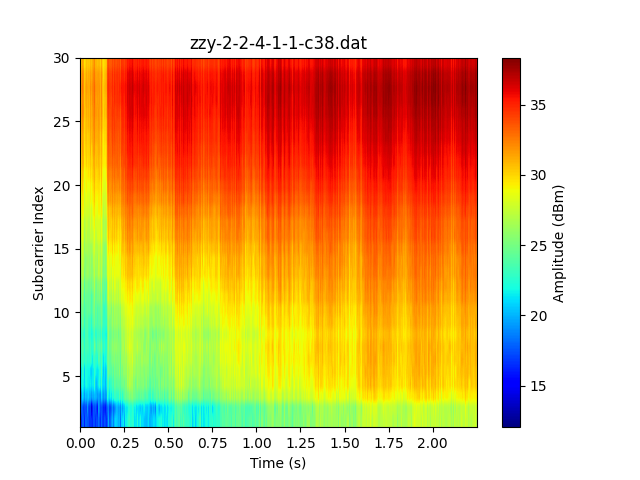 zzy-2-2-4-1-1-c38.dat
30
25
20
15
10
5
Subcarrier Index
0.00 0.25 0.50 0.75 1.00 1.25 1.50 1.75 2.00
Time (s)
35
30
25
20
15
Amplitude (dBm)